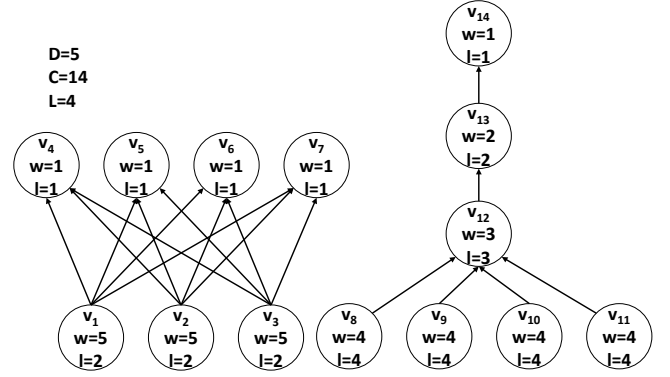 D=5
C=14
L=4
v14
w=1
l=1
v13
w=2
l=2
v4
w=1
l=1
v5
w=1
l=1
v6
w=1
l=1
v7
w=1
l=1
v12
w=3
l=3
v1
w=5
l=2
v2
w=5
l=2
v3
w=5
l=2
v8
w=4
l=4
v9
w=4
l=4
v10
w=4
l=4
v11
w=4
l=4